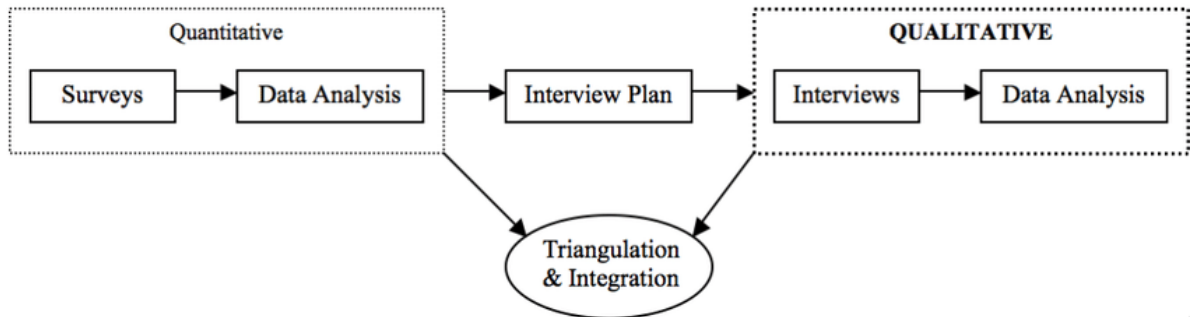 Quantitative
QUALITATIVE
Surveys
Data Analysis
Interview Plan
Interviews
Data Analysis
Triangulation
& Integration